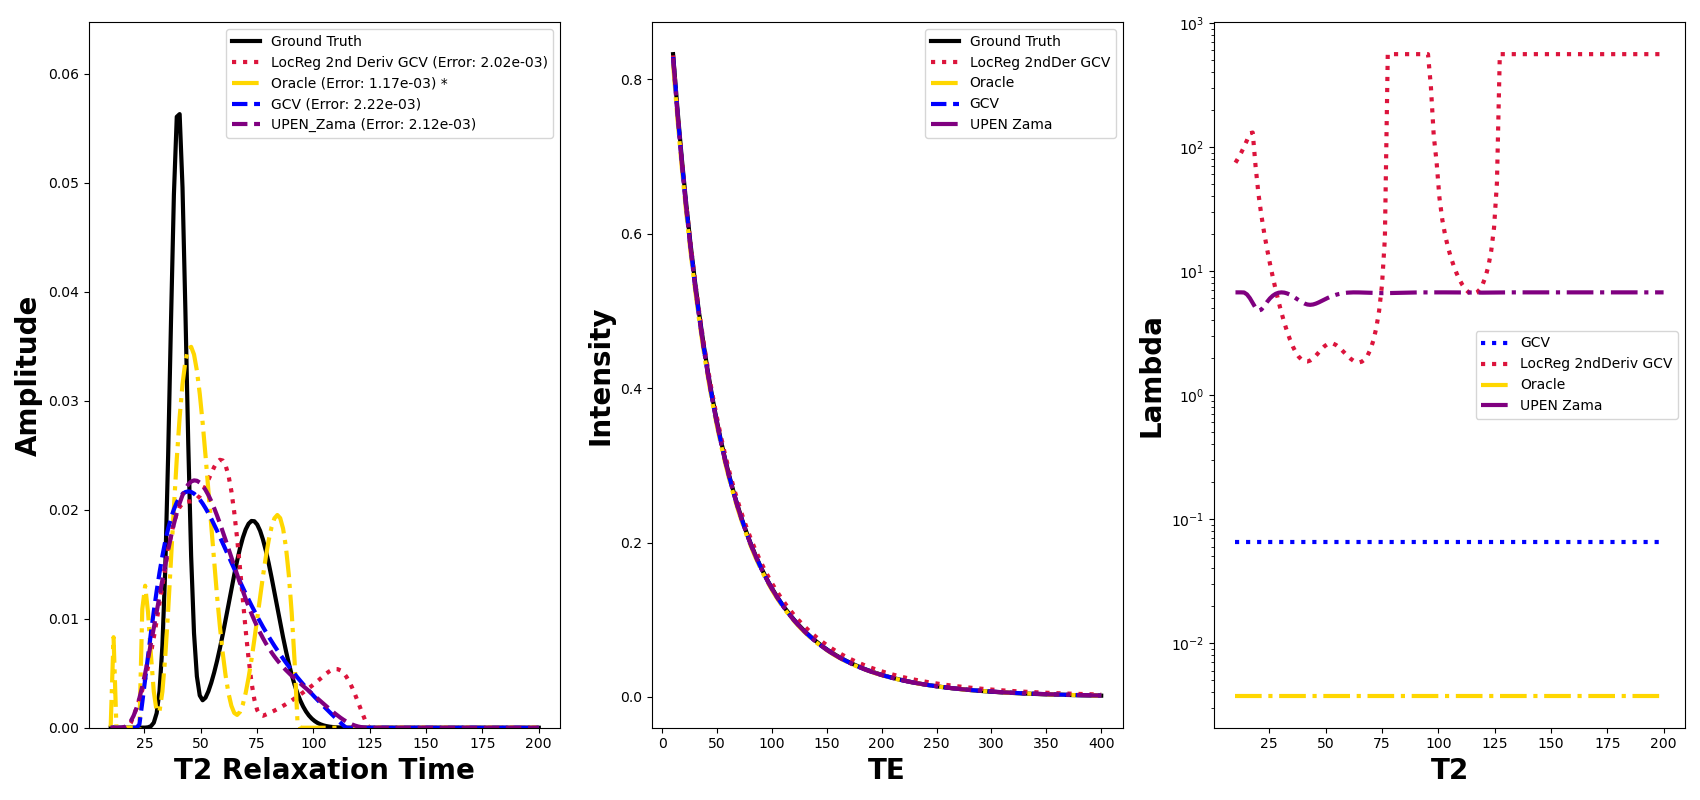 Amplitude
0.06
0.05
0.04
0.03
0.02
0.01
0.00
25 50 75 100 125 150 175 200
T2 Relaxation Time
Ground Truth
LocReg 2nd Deriv GCV (Error: 2.02e-03)
Oracle (Error: 1.17e-03) *
GCV (Error: 2.22e-03)
UPEN_Zama (Error: 2.12e-03)
Intensity
0.8
0.6
0.4
0.2
0.0
0 50 100 150 200 250 300 350 400
TE
Ground Truth
LocReg 2ndDer GCV
Oracle
GCV
UPEN Zama
Lambda
10³
10²
10¹
10⁰
10⁻¹
10⁻²
25 50 75 100 125 150 175 200
T2
GCV
LocReg 2ndDeriv GCV
Oracle
UPEN Zama